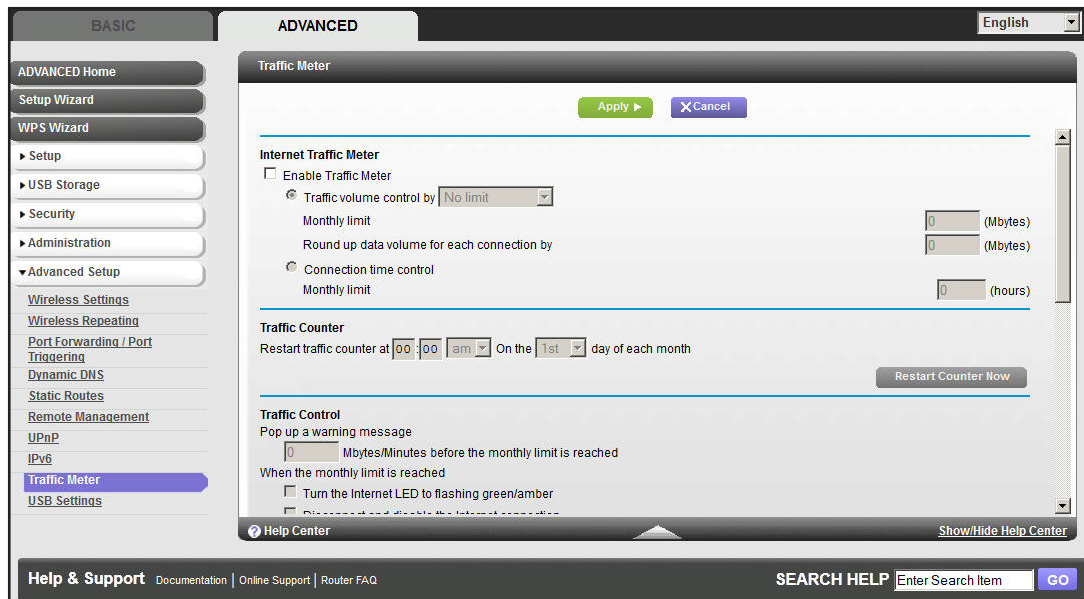 BASIC
ADVANCED
English
ADVANCED Home
Setup Wizard
WPS Wizard
Setup
USB Storage
Security
Administration
Advanced Setup
Wireless Settings
Wireless Repeating
Port Forwarding / Port
Triggering
Dynamic DNS
Static Routes
Remote Management
UPnP
IPv6
Traffic Meter
USB Settings
Traffic Meter
Apply
Cancel
Internet Traffic Meter
Enable Traffic Meter
Traffic volume control by No limit
Monthly limit 0 (Mbytes)
Round up data volume for each connection by 0 (Mbytes)
Connection time control
Monthly limit 0 (hours)
Traffic Counter
Restart traffic counter at 00 : 00 am On the 1st day of each month
Restart Counter Now
Traffic Control
Pop up a warning message
0 Mbytes/Minutes before the monthly limit is reached
When the monthly limit is reached
Turn the Internet LED to flashing green/amber
Disconnect and disable the Internet connection
Help Center
Show/Hide Help Center
Help & Support Documentation | Online Support | Router FAQ
SEARCH HELP Enter Search Item GO